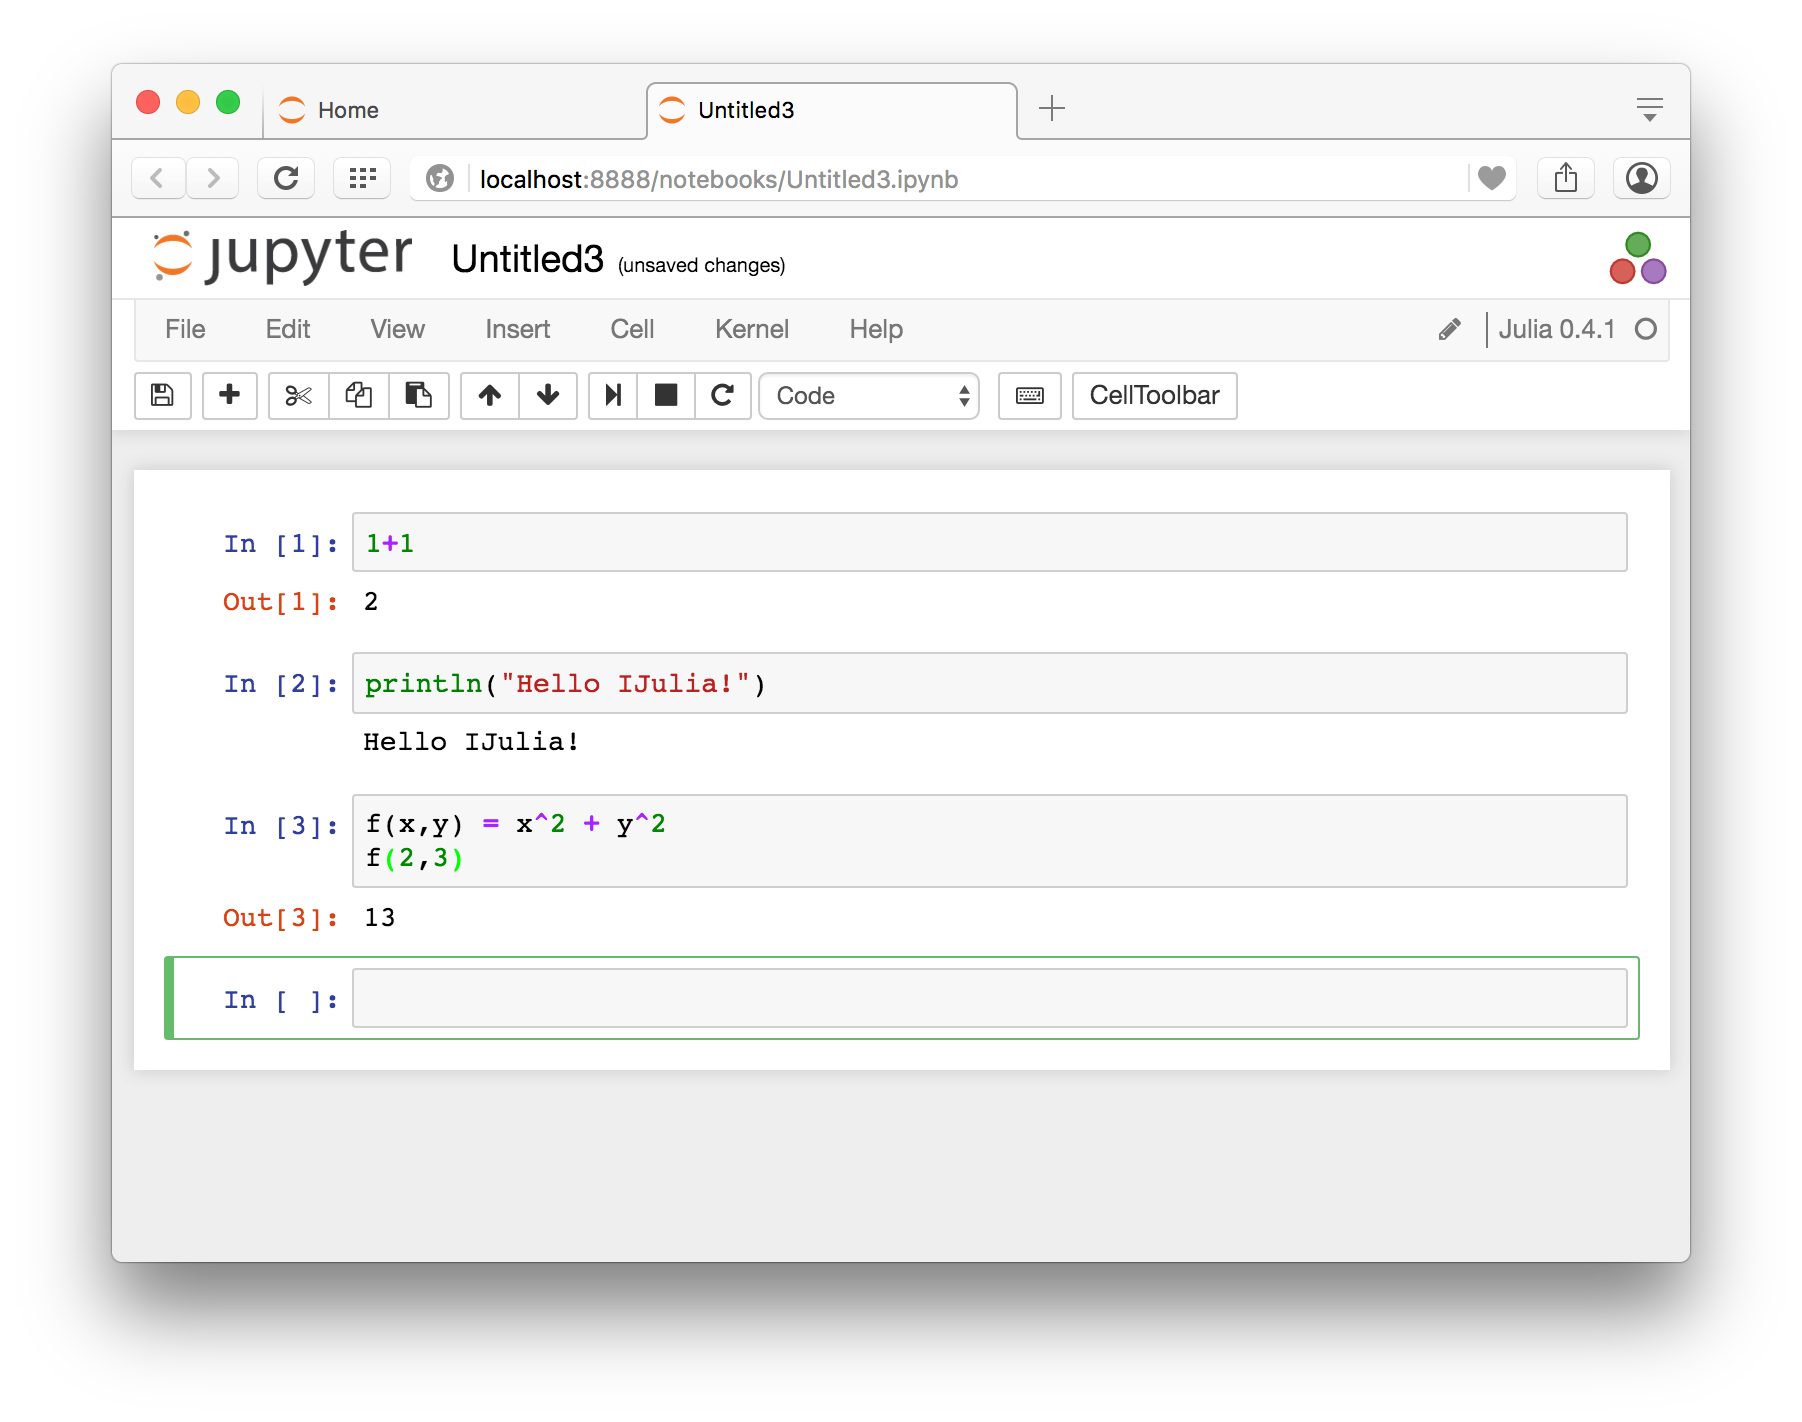 Home
Untitled3
localhost:8888/notebooks/Untitled3.ipynb
jupyter Untitled3 (unsaved changes)
File Edit View Insert Cell Kernel Help Julia 0.4.1
Code CellToolbar
In [1]: 1+1
Out[1]: 2
In [2]: println("Hello IJulia!")
Hello IJulia!
In [3]: f(x,y) = x^2 + y^2
f(2,3)
Out[3]: 13
In [ ]: